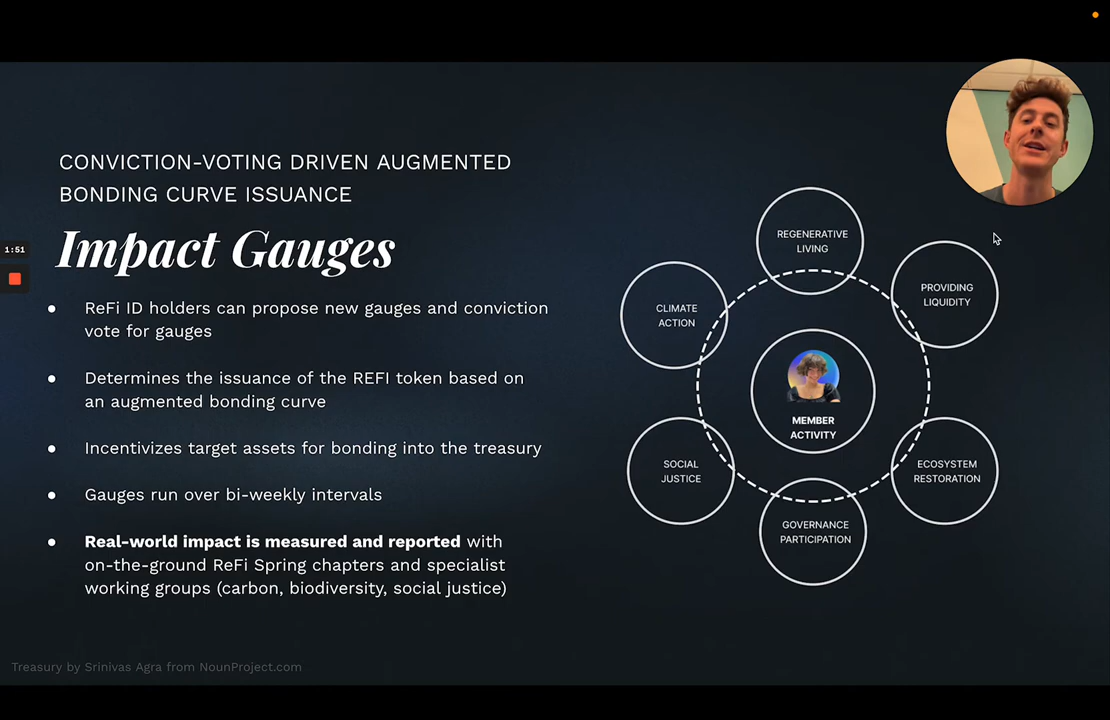 CONVICTION-VOTING DRIVEN AUGMENTED
BONDING CURVE ISSUANCE
Impact Gauges
1:51
● ReFi ID holders can propose new gauges and conviction
vote for gauges
● Determines the issuance of the REFI token based on
an augmented bonding curve
● Incentivizes target assets for bonding into the treasury
● Gauges run over bi-weekly intervals
● Real-world impact is measured and reported with
on-the-ground ReFi Spring chapters and specialist
working groups (carbon, biodiversity, social justice)
REGENERATIVE
LIVING
PROVIDING
LIQUIDITY
CLIMATE
ACTION
MEMBER
ACTIVITY
SOCIAL
JUSTICE
ECOSYSTEM
RESTORATION
GOVERNANCE
PARTICIPATION
Treasury by Srinivas Agra from NounProject.com